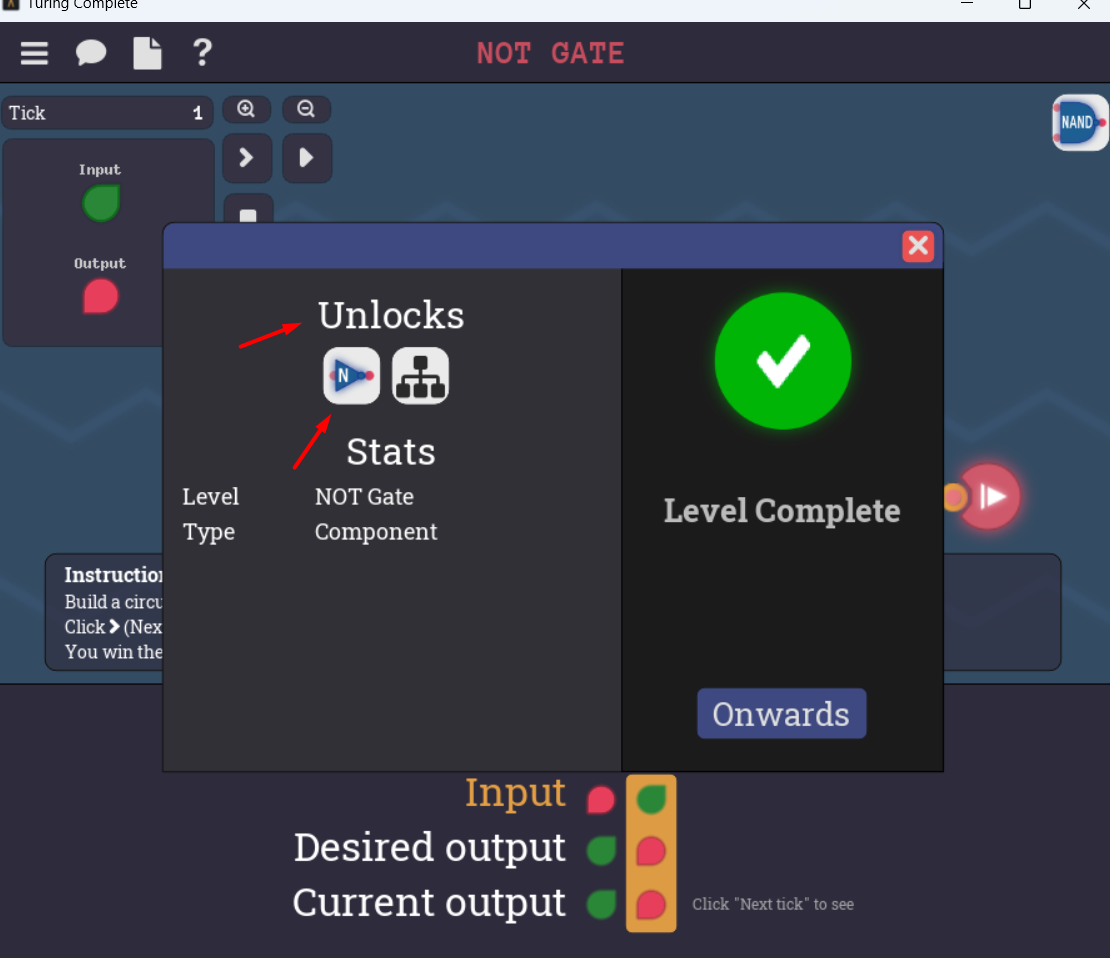 Turing Complete
NOT GATE
Tick 1
Input
Output
NAND
Unlocks
N
Stats
Level NOT Gate
Type Component
Level Complete
Onwards
Instruction
Build a circu
Click (Nex
You win the
Input
Desired output
Current output
Click "Next tick" to see